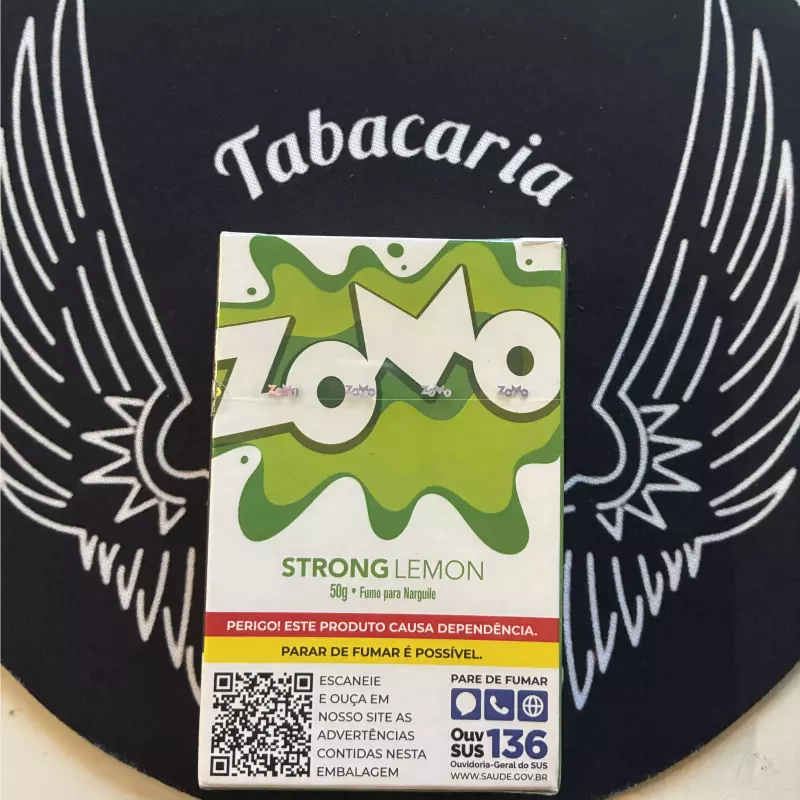 Tabacaria
ZOMO
ZoMo ZoMo ZoMo ZoMo
STRONG LEMON
50g • Fumo para Narguile
PERIGO! ESTE PRODUTO CAUSA DEPENDÊNCIA.
PARAR DE FUMAR É POSSÍVEL.
ESCANEIE
E OUÇA EM
NOSSO SITE AS
ADVERTÊNCIAS
CONTIDAS NESTA
EMBALAGEM
PARE DE FUMAR
Ouv
SUS 136
Ouvidoria-Geral do SUS
WWW.SAUDE.GOV.BR